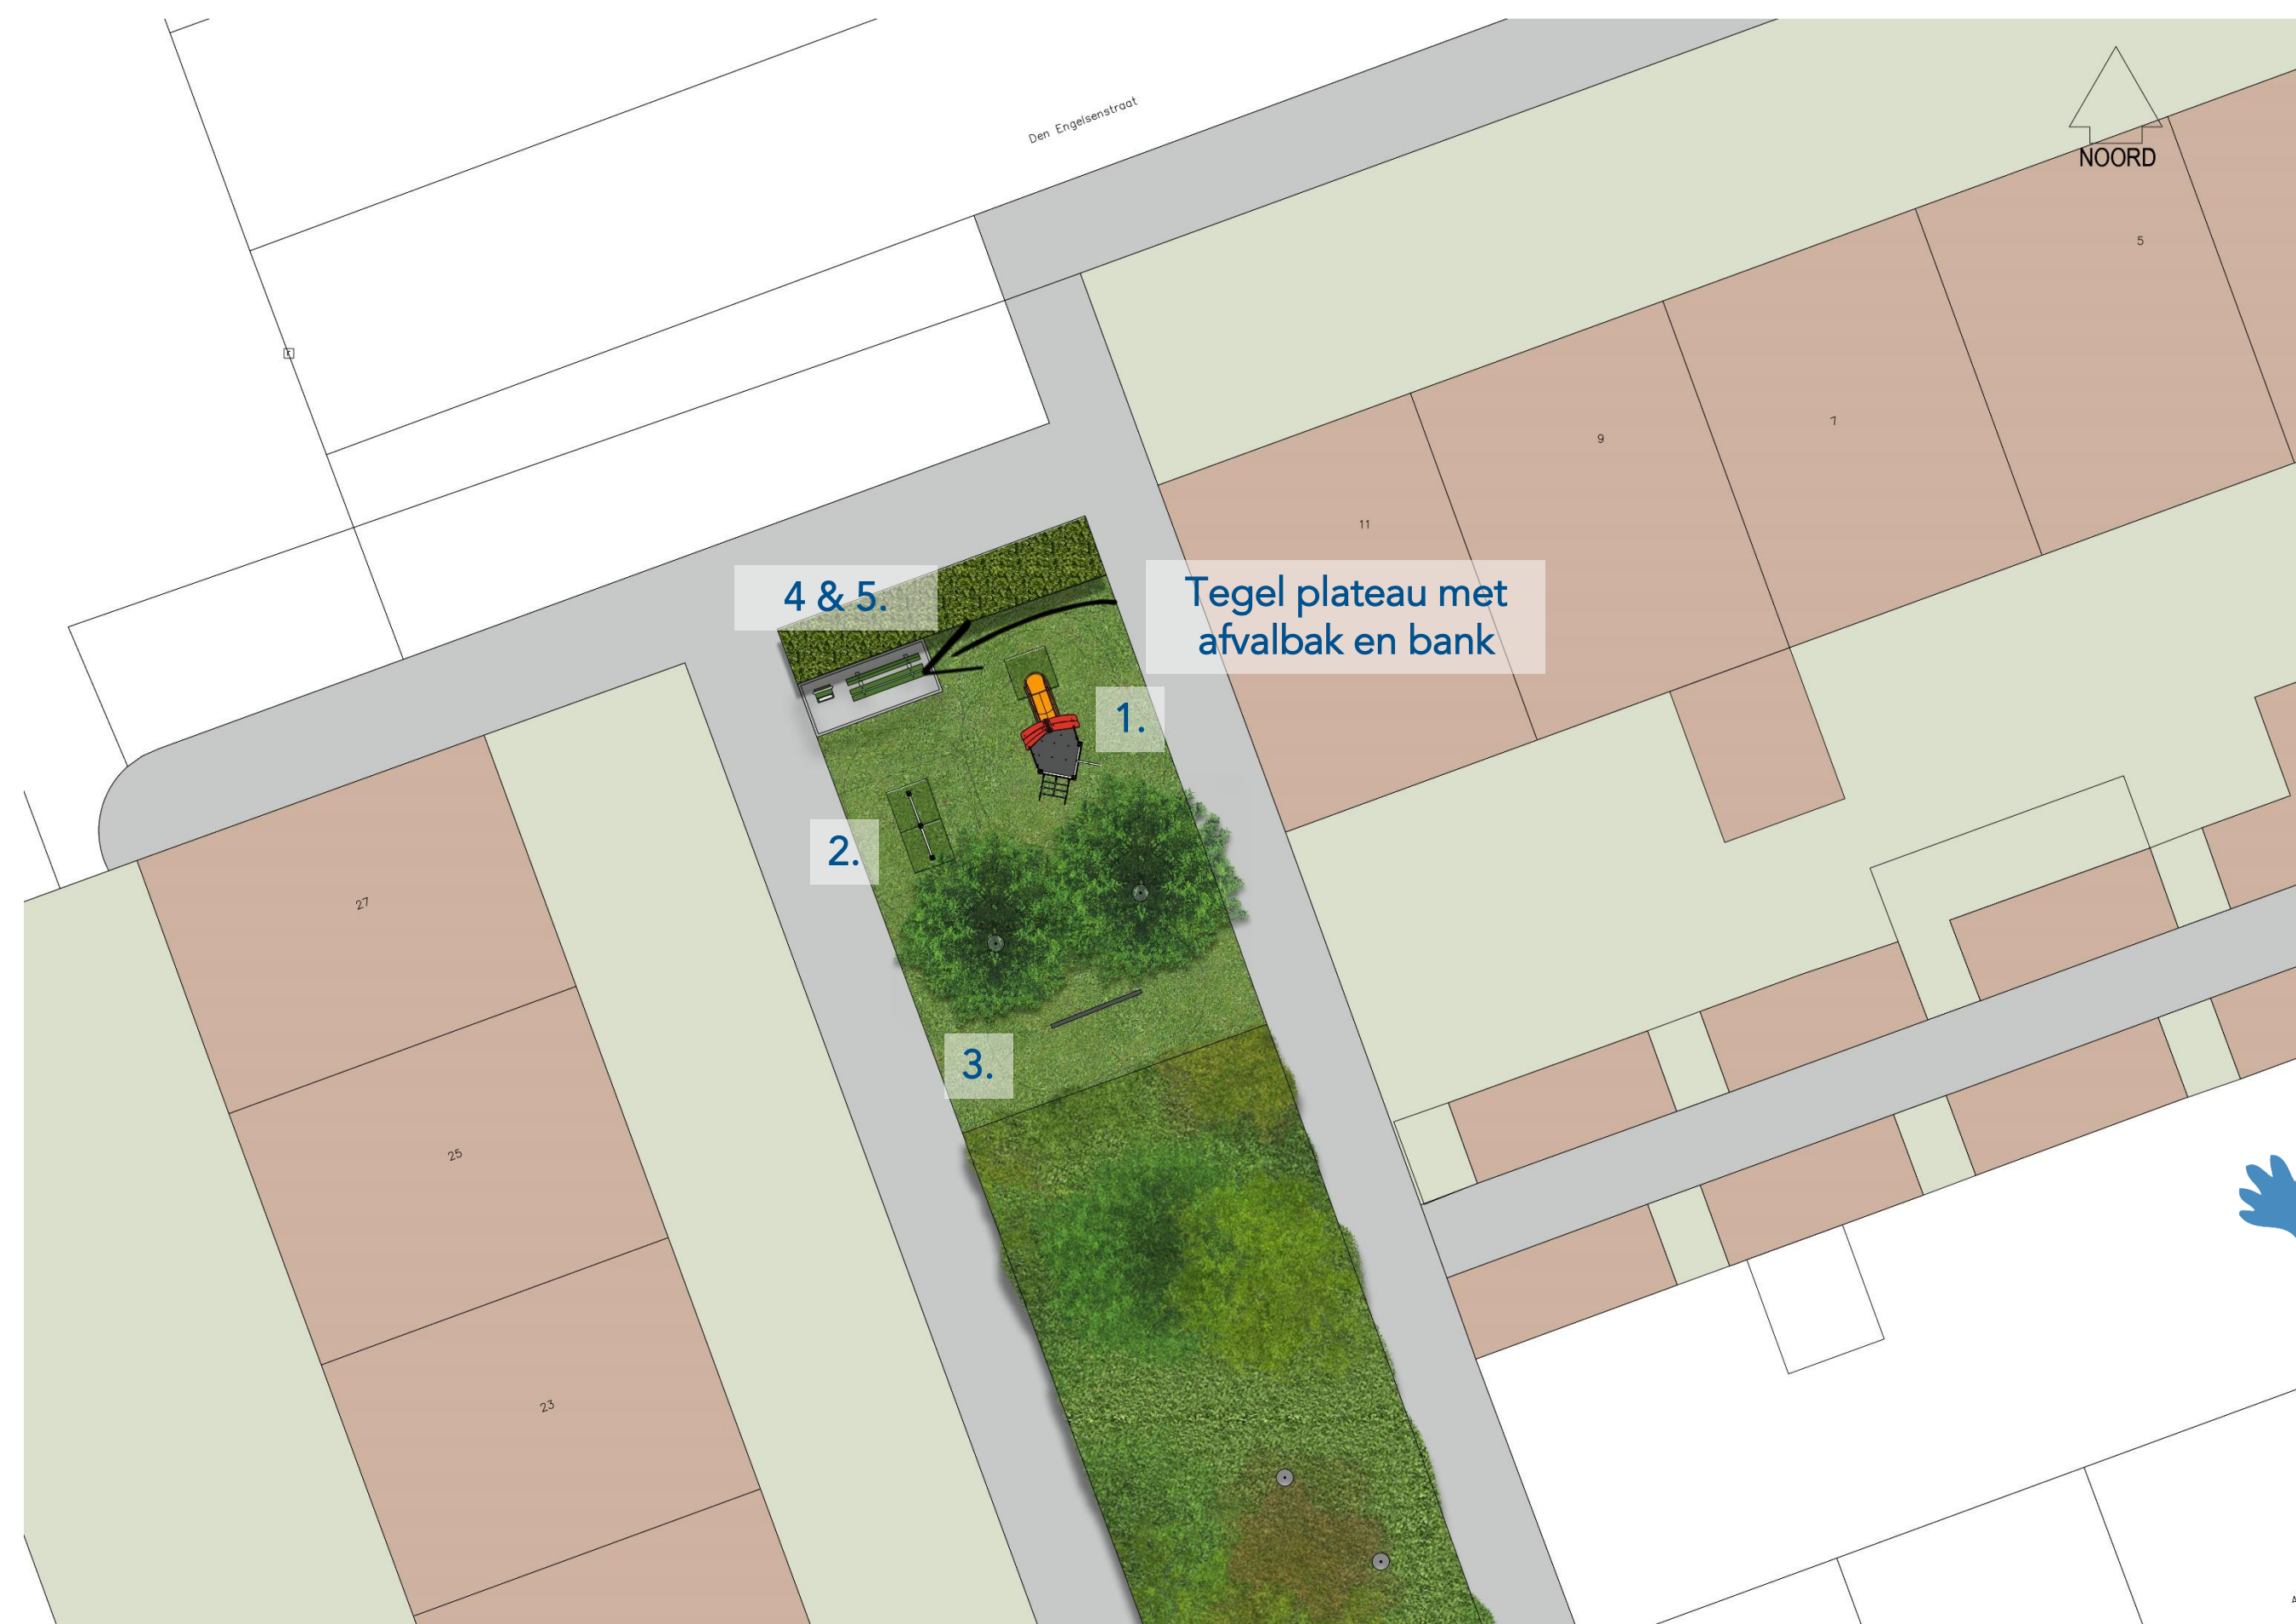 Den Engelsenstraat
NOORD
5
7
9
11
4 & 5.
Tegel plateau met
afvalbak en bank
1.
2.
27
3.
25
23